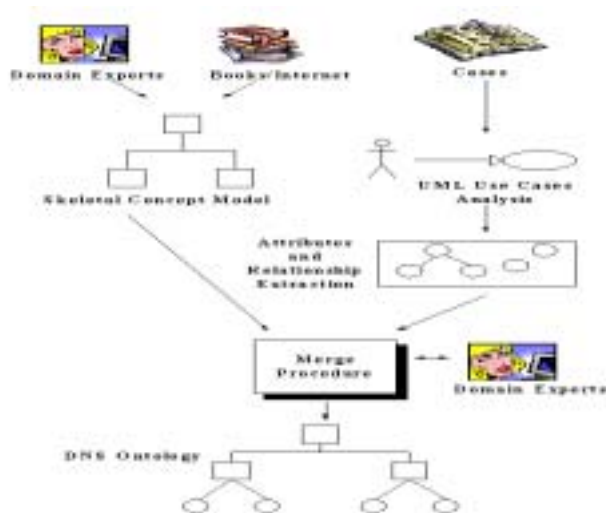 Domain Experts
Books/Internet
Cases
Skeletal Concept Model
UML Use Cases
Analysis
Attributes
and
Relationship
Extraction
Merge
Procedure
Domain Experts
DNS Ontology